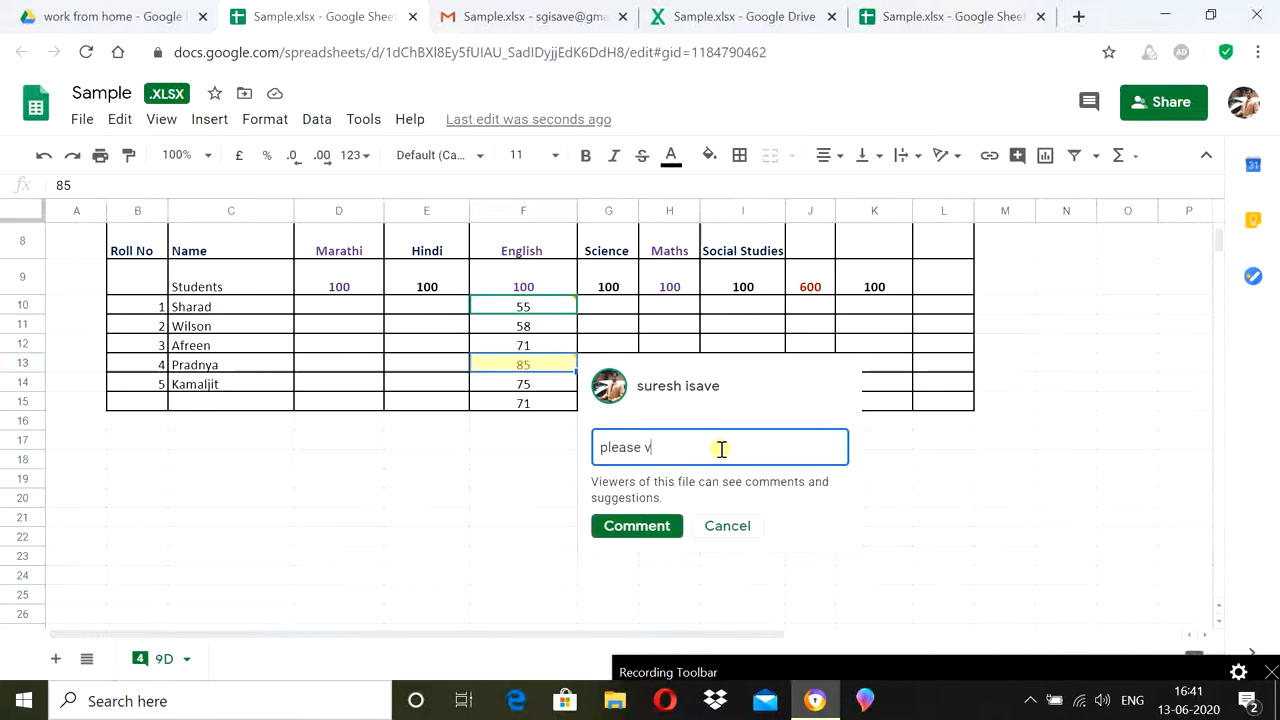 work from home - Google
Sample.xlsx - Google Shee
Sample.xlsx - sgisave@gma
Sample.xlsx - Google Drive
Sample.xlsx - Google Shee
docs.google.com/spreadsheets/d/1dChBXI8Ey5fUIAU_SadIDyjjEdK6DdH8/edit#gid=1184790462
Sample .XLSX
Share
File Edit View Insert Format Data Tools Help Last edit was seconds ago
100% £ % .0 .00 123 Default (Ca... 11 B I S A
31
fx 85
A B C D E F G H I J K L M N O P
8 Roll No Name Marathi Hindi English Science Maths Social Studies
9 Students 100 100 100 100 100 100 600 100
10 1 Sharad 55
11 2 Wilson 58
12 3 Afreen 71
13 4 Pradnya 85
14 5 Kamaljit 75
15 71
16
17
18
19
20
21
22
23
24
25
26
suresh isave
please v
Viewers of this file can see comments and
suggestions.
Comment Cancel
4 9D
Recording Toolbar
Search here
ENG
16:41
13-06-2020
2